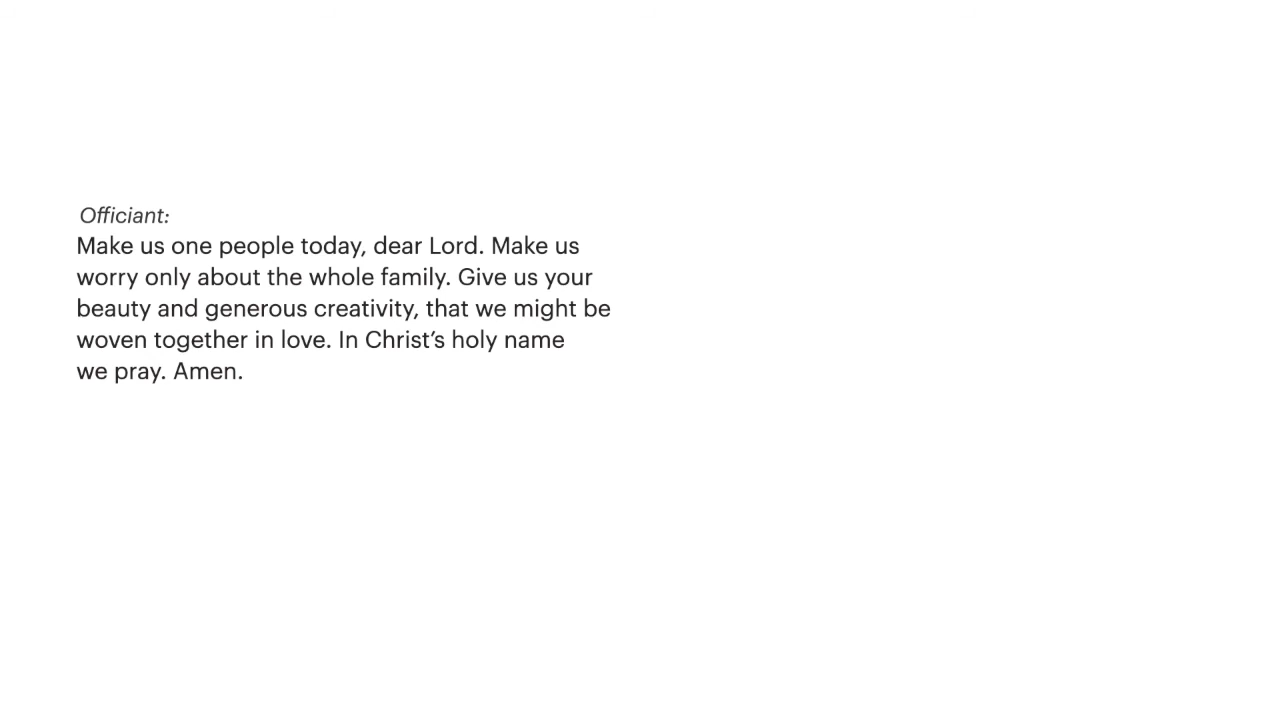 Officiant:
Make us one people today, dear Lord. Make us
worry only about the whole family. Give us your
beauty and generous creativity, that we might be
woven together in love. In Christ’s holy name
we pray. Amen.